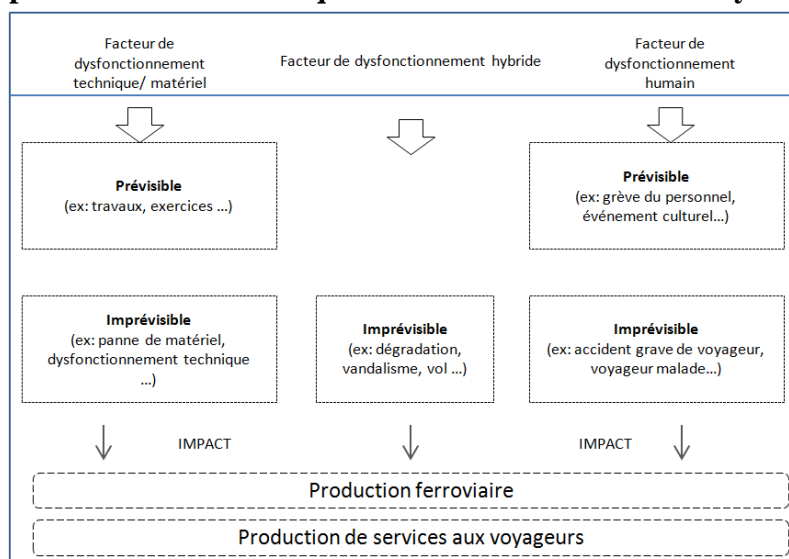 Facteur de
dysfonctionnement
technique/ matériel
Facteur de dysfonctionnement hybride
Facteur de
dysfonctionnement
humain
Prévisible
(ex: travaux, exercices ...)
Prévisible
(ex: grève du personnel,
événement culturel...)
Imprévisible
(ex: panne de matériel,
dysfonctionnement technique
...)
Imprévisible
(ex: dégradation,
vandalisme, vol ...)
Imprévisible
(ex: accident grave de voyageur,
voyageur malade...)
IMPACT
IMPACT
Production ferroviaire
Production de services aux voyageurs